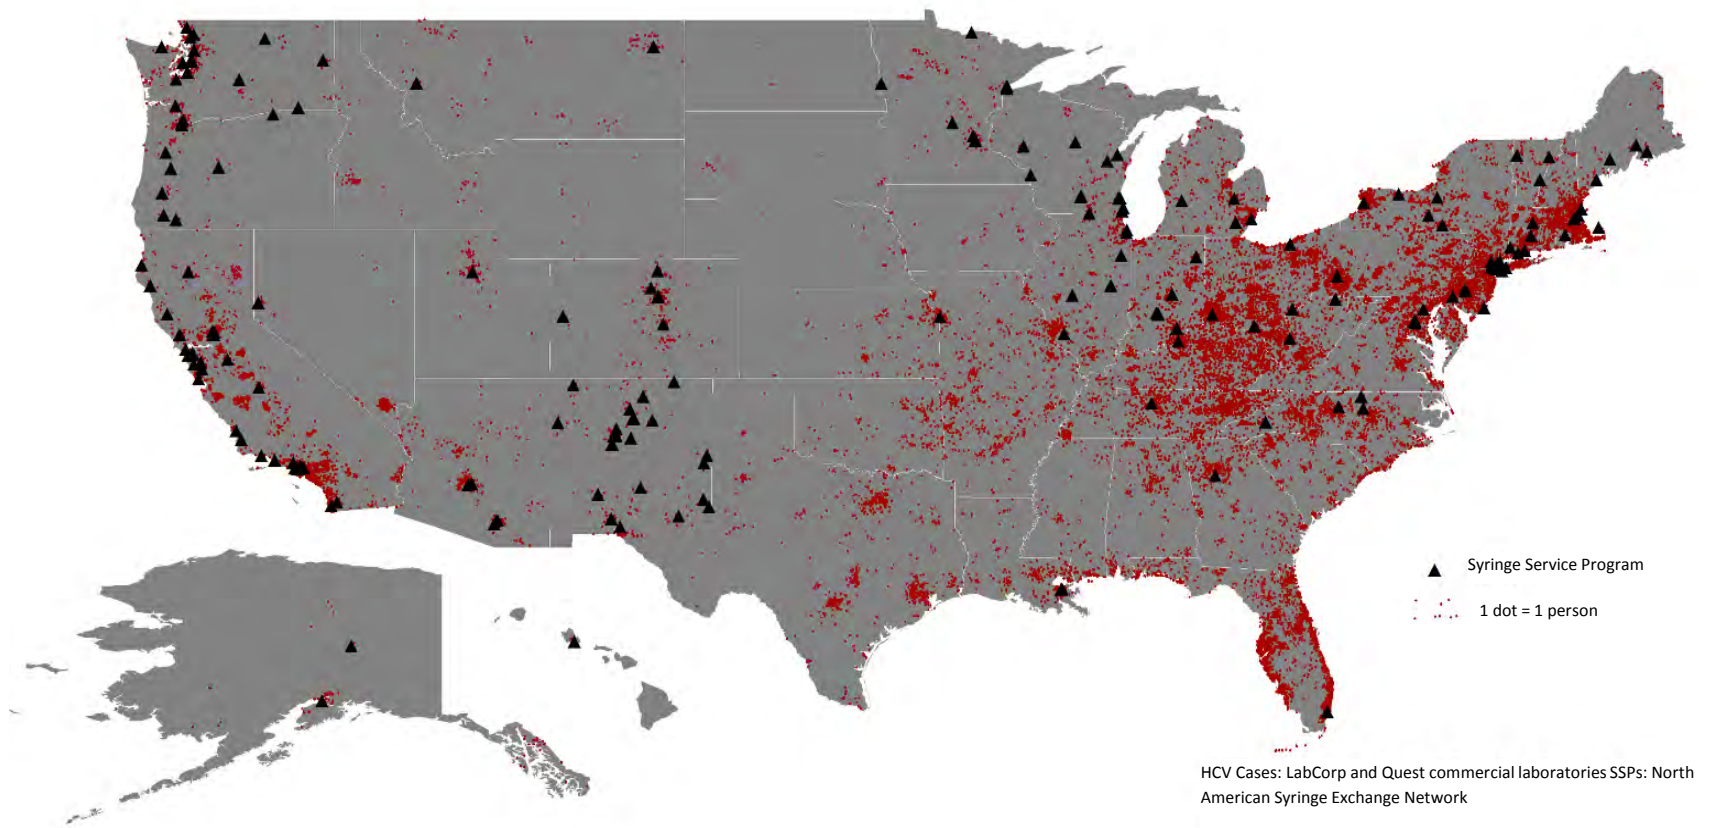 Syringe Service Program
1 dot = 1 person
HCV Cases: LabCorp and Quest commercial laboratories SSPs: North
American Syringe Exchange Network